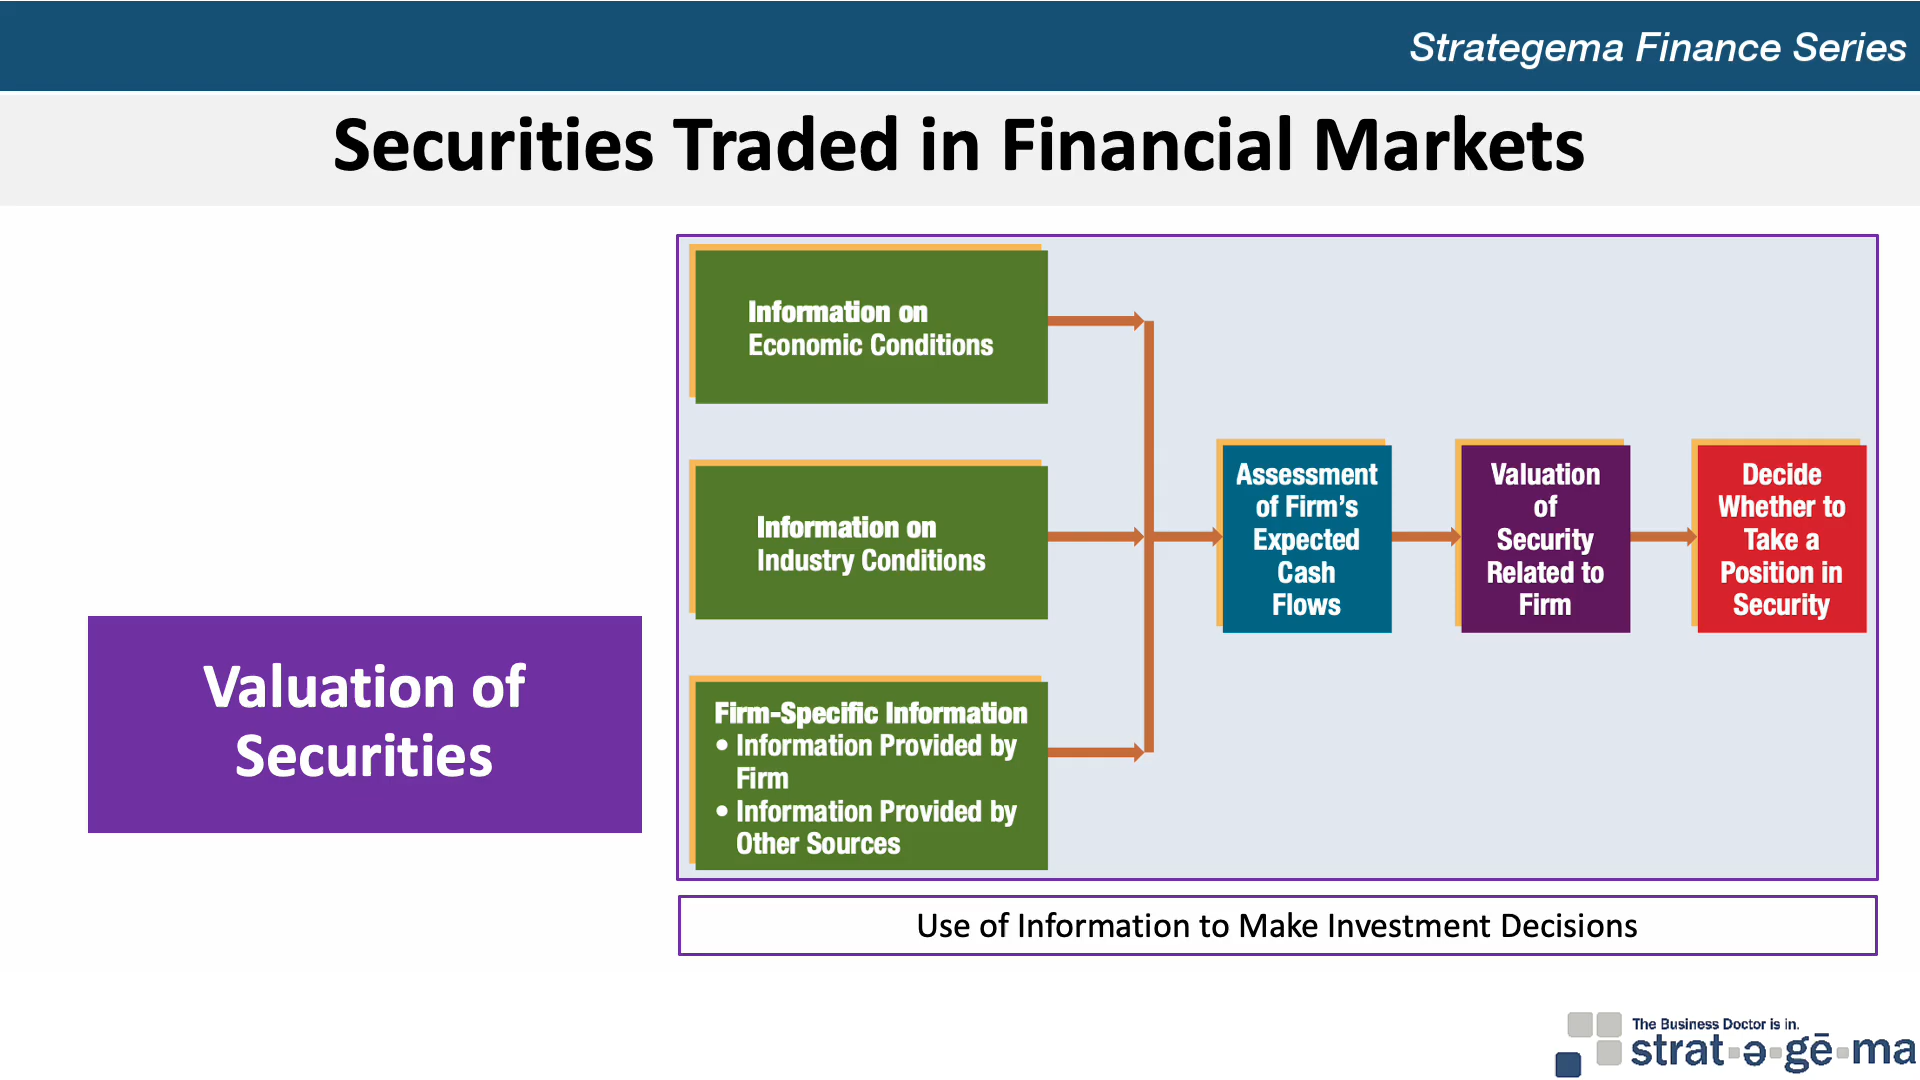 Strategema Finance Series
Securities Traded in Financial Markets
Information on
Economic Conditions
Information on
Industry Conditions
Firm-Specific Information
• Information Provided by
Firm
• Information Provided by
Other Sources
Assessment
of Firm’s
Expected
Cash
Flows
Valuation
of
Security
Related to
Firm
Decide
Whether to
Take a
Position in
Security
Valuation of
Securities
Use of Information to Make Investment Decisions
The Business Doctor is in.
strat-ə-gē-ma